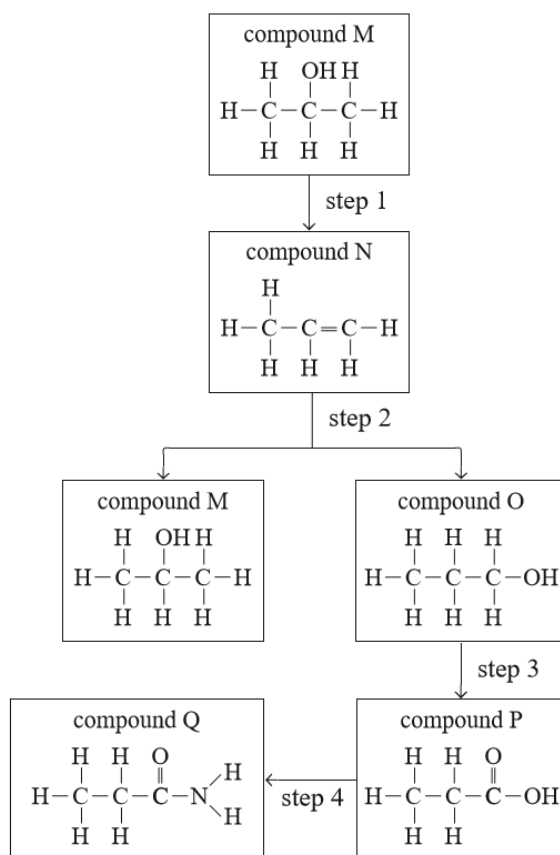 compound M
H OH H
H–C–C–C–H
H H H
step 1
compound N
H
H–C–C=C–H
H H H
step 2
compound M
H OH H
H–C–C–C–H
H H H
compound O
H H H
H–C–C–C–OH
H H H
step 3
compound Q
H H O
H–C–C–C–N
H
H
H H
step 4
compound P
H H O
H–C–C–C–OH
H H